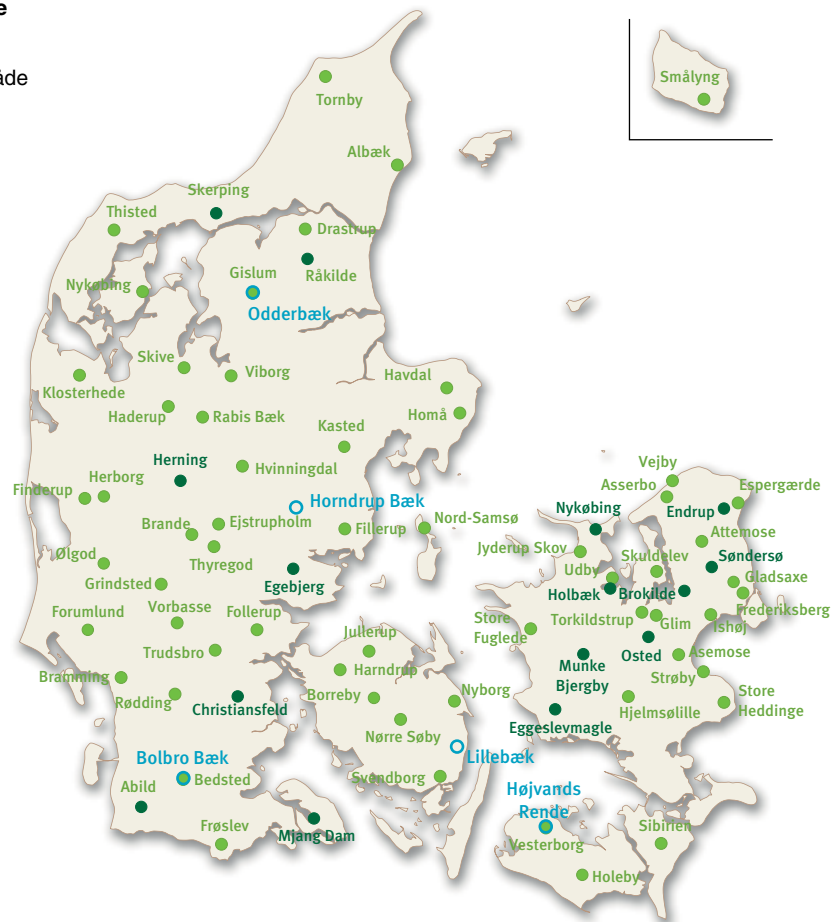 e
åde
Smålyng
Tornby
Albæk
Skerping
Thisted
Drastrup
Gislum
Råkilde
Nykøbing
Odderbæk
Skive
Viborg
Havdal
Klosterhede
Haderup
Rabis Bæk
Homå
Kasted
Herning
Hvinningdal
Vejby
Herborg
Asserbo
Espergærde
Finderup
Horndrup Bæk
Nykøbing
Endrup
Brande
Ejstrupholm
Fillerup
Nord-Samsø
Attemose
Jyderup Skov
Skuldelev
Søndersø
Ølgod
Thyregod
Udby
Gladsaxe
Grindsted
Egebjerg
Holbæk
Brokilde
Frederiksberg
Forumlund
Vorbasse
Follerup
Store
Fuglede
Torkildstrup
Glim
Ishøj
Jullerup
Trudsbro
Osted
Asemose
Harndrup
Munke
Bjergby
Strøby
Bramming
Rødding
Christiansfeld
Borreby
Nyborg
Hjelmsølille
Store
Heddinge
Eggeslevmagle
Nørre Søby
Bolbro Bæk
Lillebæk
Bedsted
Svendborg
Abild
Højvands
Rende
Frøslev
Mjang Dam
Vesterborg
Sibirien
Holeby